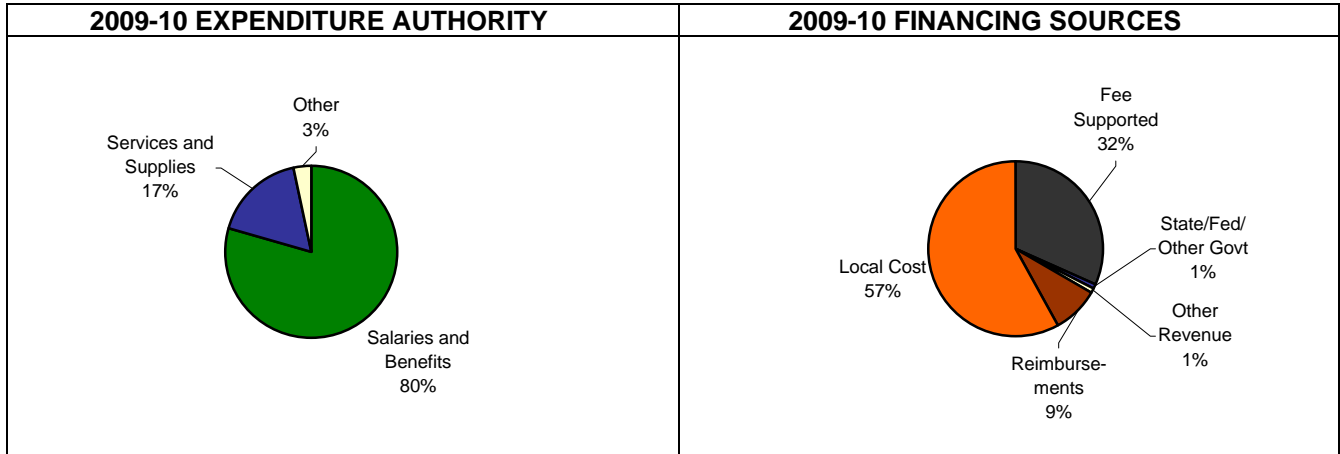 2009-10 EXPENDITURE AUTHORITY
Other
3%
Services and
Supplies
17%
Salaries and
Benefits
80%
2009-10 FINANCING SOURCES
Fee
Supported
32%
State/Fed/
Other Govt
1%
Other
Revenue
1%
Reimburse-
ments
9%
Local Cost
57%